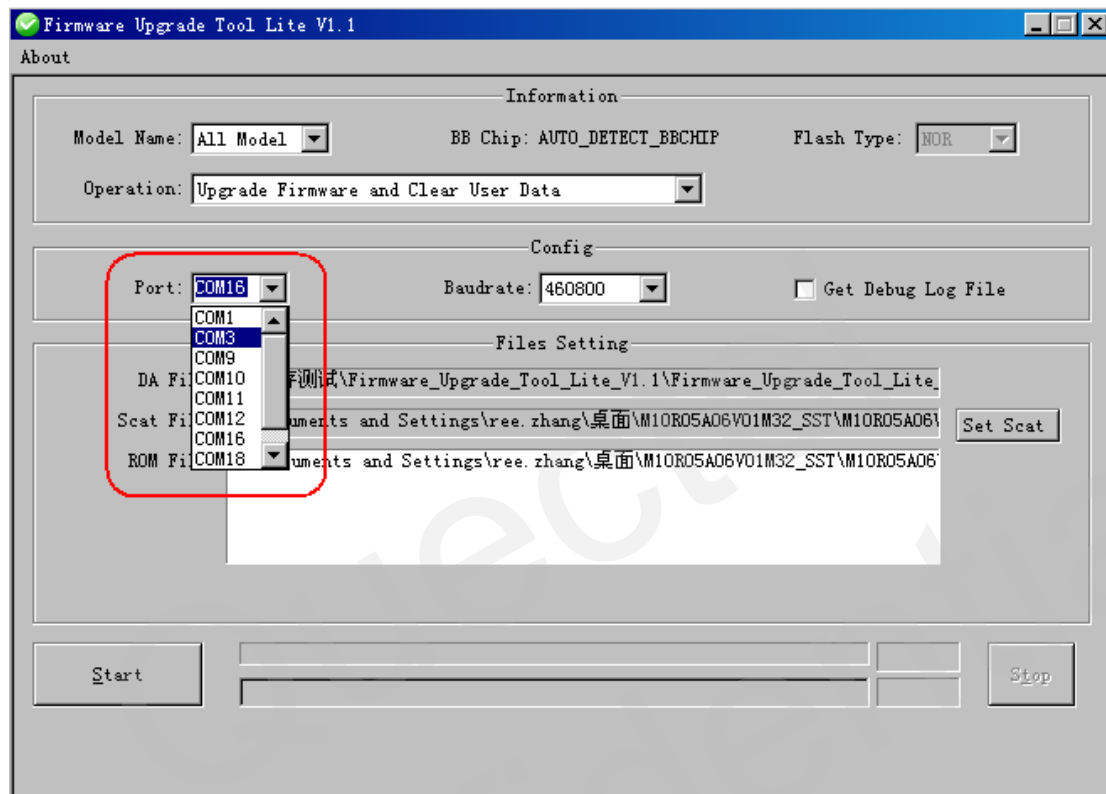 Firmware Upgrade Tool Lite V1.1
About
Information
Model Name: All Model BB Chip: AUTO_DETECT_BBCHIP Flash Type: NOR
Operation: Upgrade Firmware and Clear User Data
Config
Port: COM16 Baudrate: 460800 Get Debug Log File
COM1
COM3
COM9
COM10
COM11
COM12
COM16
COM18
Files Setting
DA Fil 测试\Firmware_Upgrade_Tool_Lite_V1.1\Firmware_Upgrade_Tool_Lite_
Scat Fi uments and Settings\ree.zhang\桌面\M10R05A06V01M32_SST\M10R05A06\ Set Scat
ROM Fi uments and Settings\ree.zhang\桌面\M10R05A06V01M32_SST\M10R05A06
Start
Stop